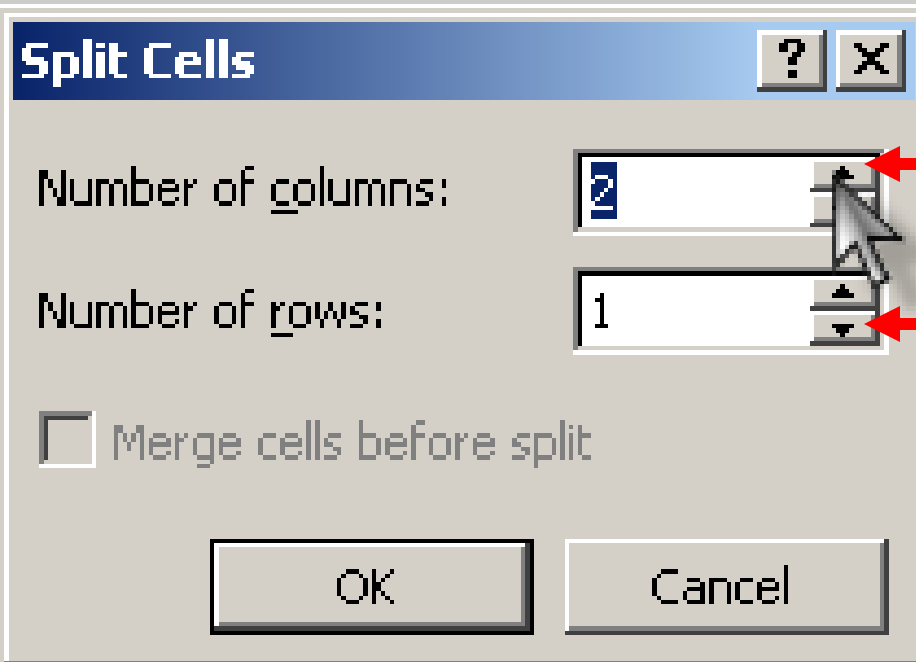 Split Cells
Number of columns: 2
Number of rows: 1
Merge cells before split
OK Cancel